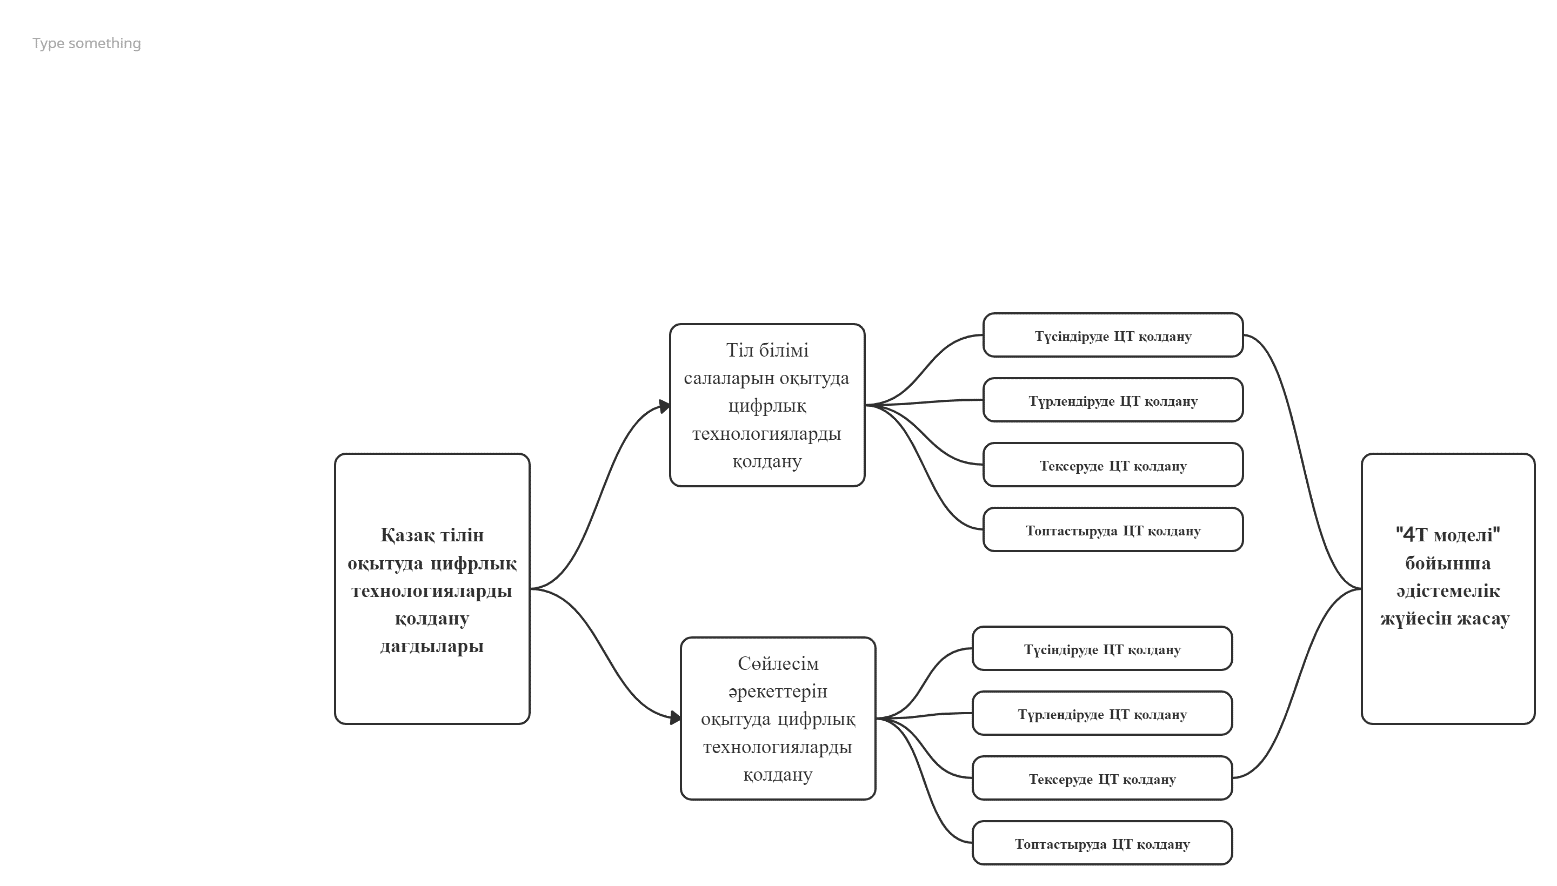 Type something
Қазақ тілін
оқытуда цифрлық
технологияларды
қолдану
дағдылары
Тіл білімі
салаларын оқытуда
цифрлық
технологияларды
қолдану
Түсіндіруде ЦТ қолдану
Түрлендіруде ЦТ қолдану
Тексеруде ЦТ қолдану
Топтастыруда ЦТ қолдану
Сөйлесім
әрекеттерін
оқытуда цифрлық
технологияларды
қолдану
Түсіндіруде ЦТ қолдану
Түрлендіруде ЦТ қолдану
Тексеруде ЦТ қолдану
Топтастыруда ЦТ қолдану
"4Т моделі"
бойынша
әдістемелік
жүйесін жасау